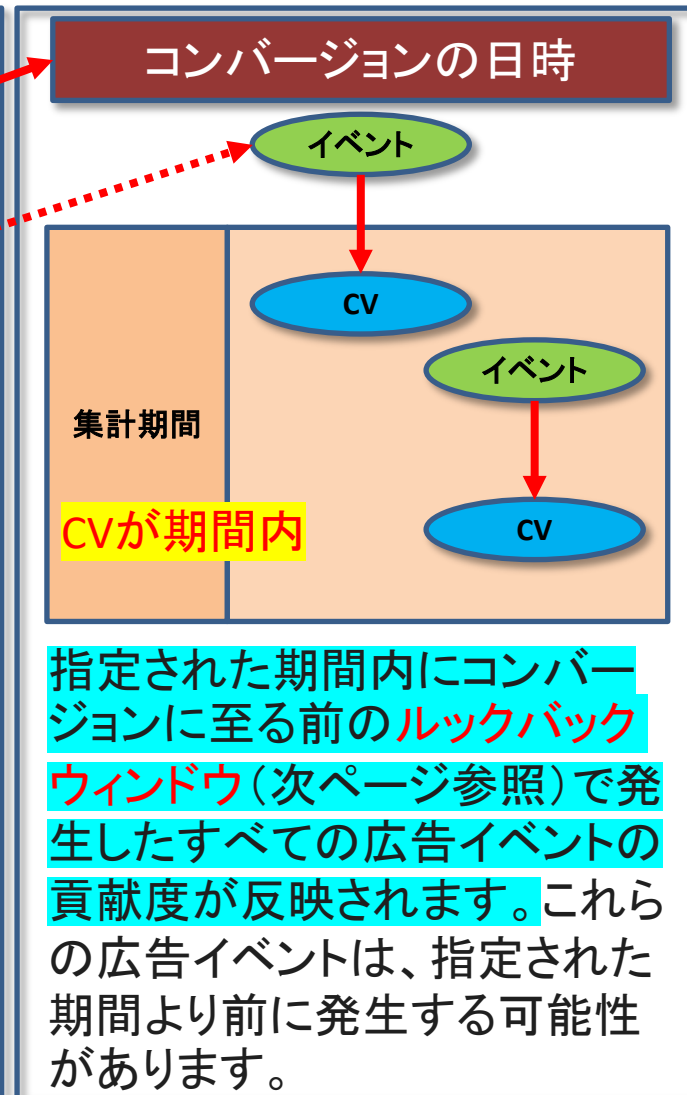 コンバージョンの日時
イベント
CV
イベント
集計期間
CVが期間内
CV
指定された期間内にコンバー
ジョンに至る前のルックバック
ウィンドウ(次ページ参照)で発
生したすべての広告イベントの
貢献度が反映されます。これら
の広告イベントは、指定された
期間より前に発生する可能性
があります。